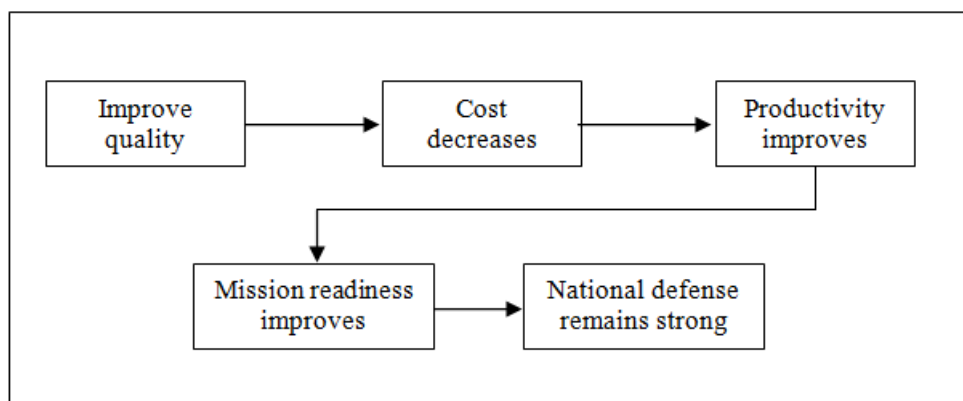 Improve
quality
Cost
decreases
Productivity
improves
Mission readiness
improves
National defense
remains strong